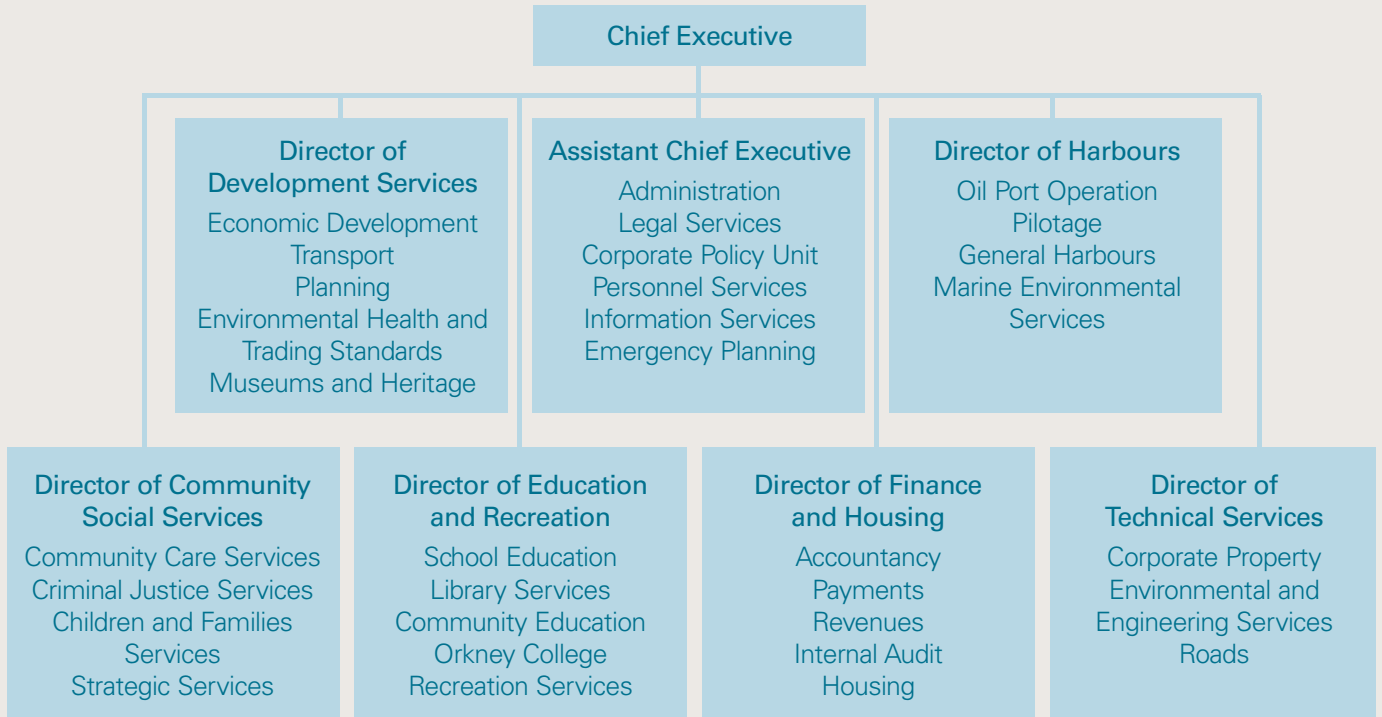 Chief Executive
Director of
Development Services
Economic Development
Transport
Planning
Environmental Health and
Trading Standards
Museums and Heritage
Assistant Chief Executive
Administration
Legal Services
Corporate Policy Unit
Personnel Services
Information Services
Emergency Planning
Director of Harbours
Oil Port Operation
Pilotage
General Harbours
Marine Environmental
Services
Director of Community
Social Services
Community Care Services
Criminal Justice Services
Children and Families
Services
Strategic Services
Director of Education
and Recreation
School Education
Library Services
Community Education
Orkney College
Recreation Services
Director of Finance
and Housing
Accountancy
Payments
Revenues
Internal Audit
Housing
Director of
Technical Services
Corporate Property
Environmental and
Engineering Services
Roads